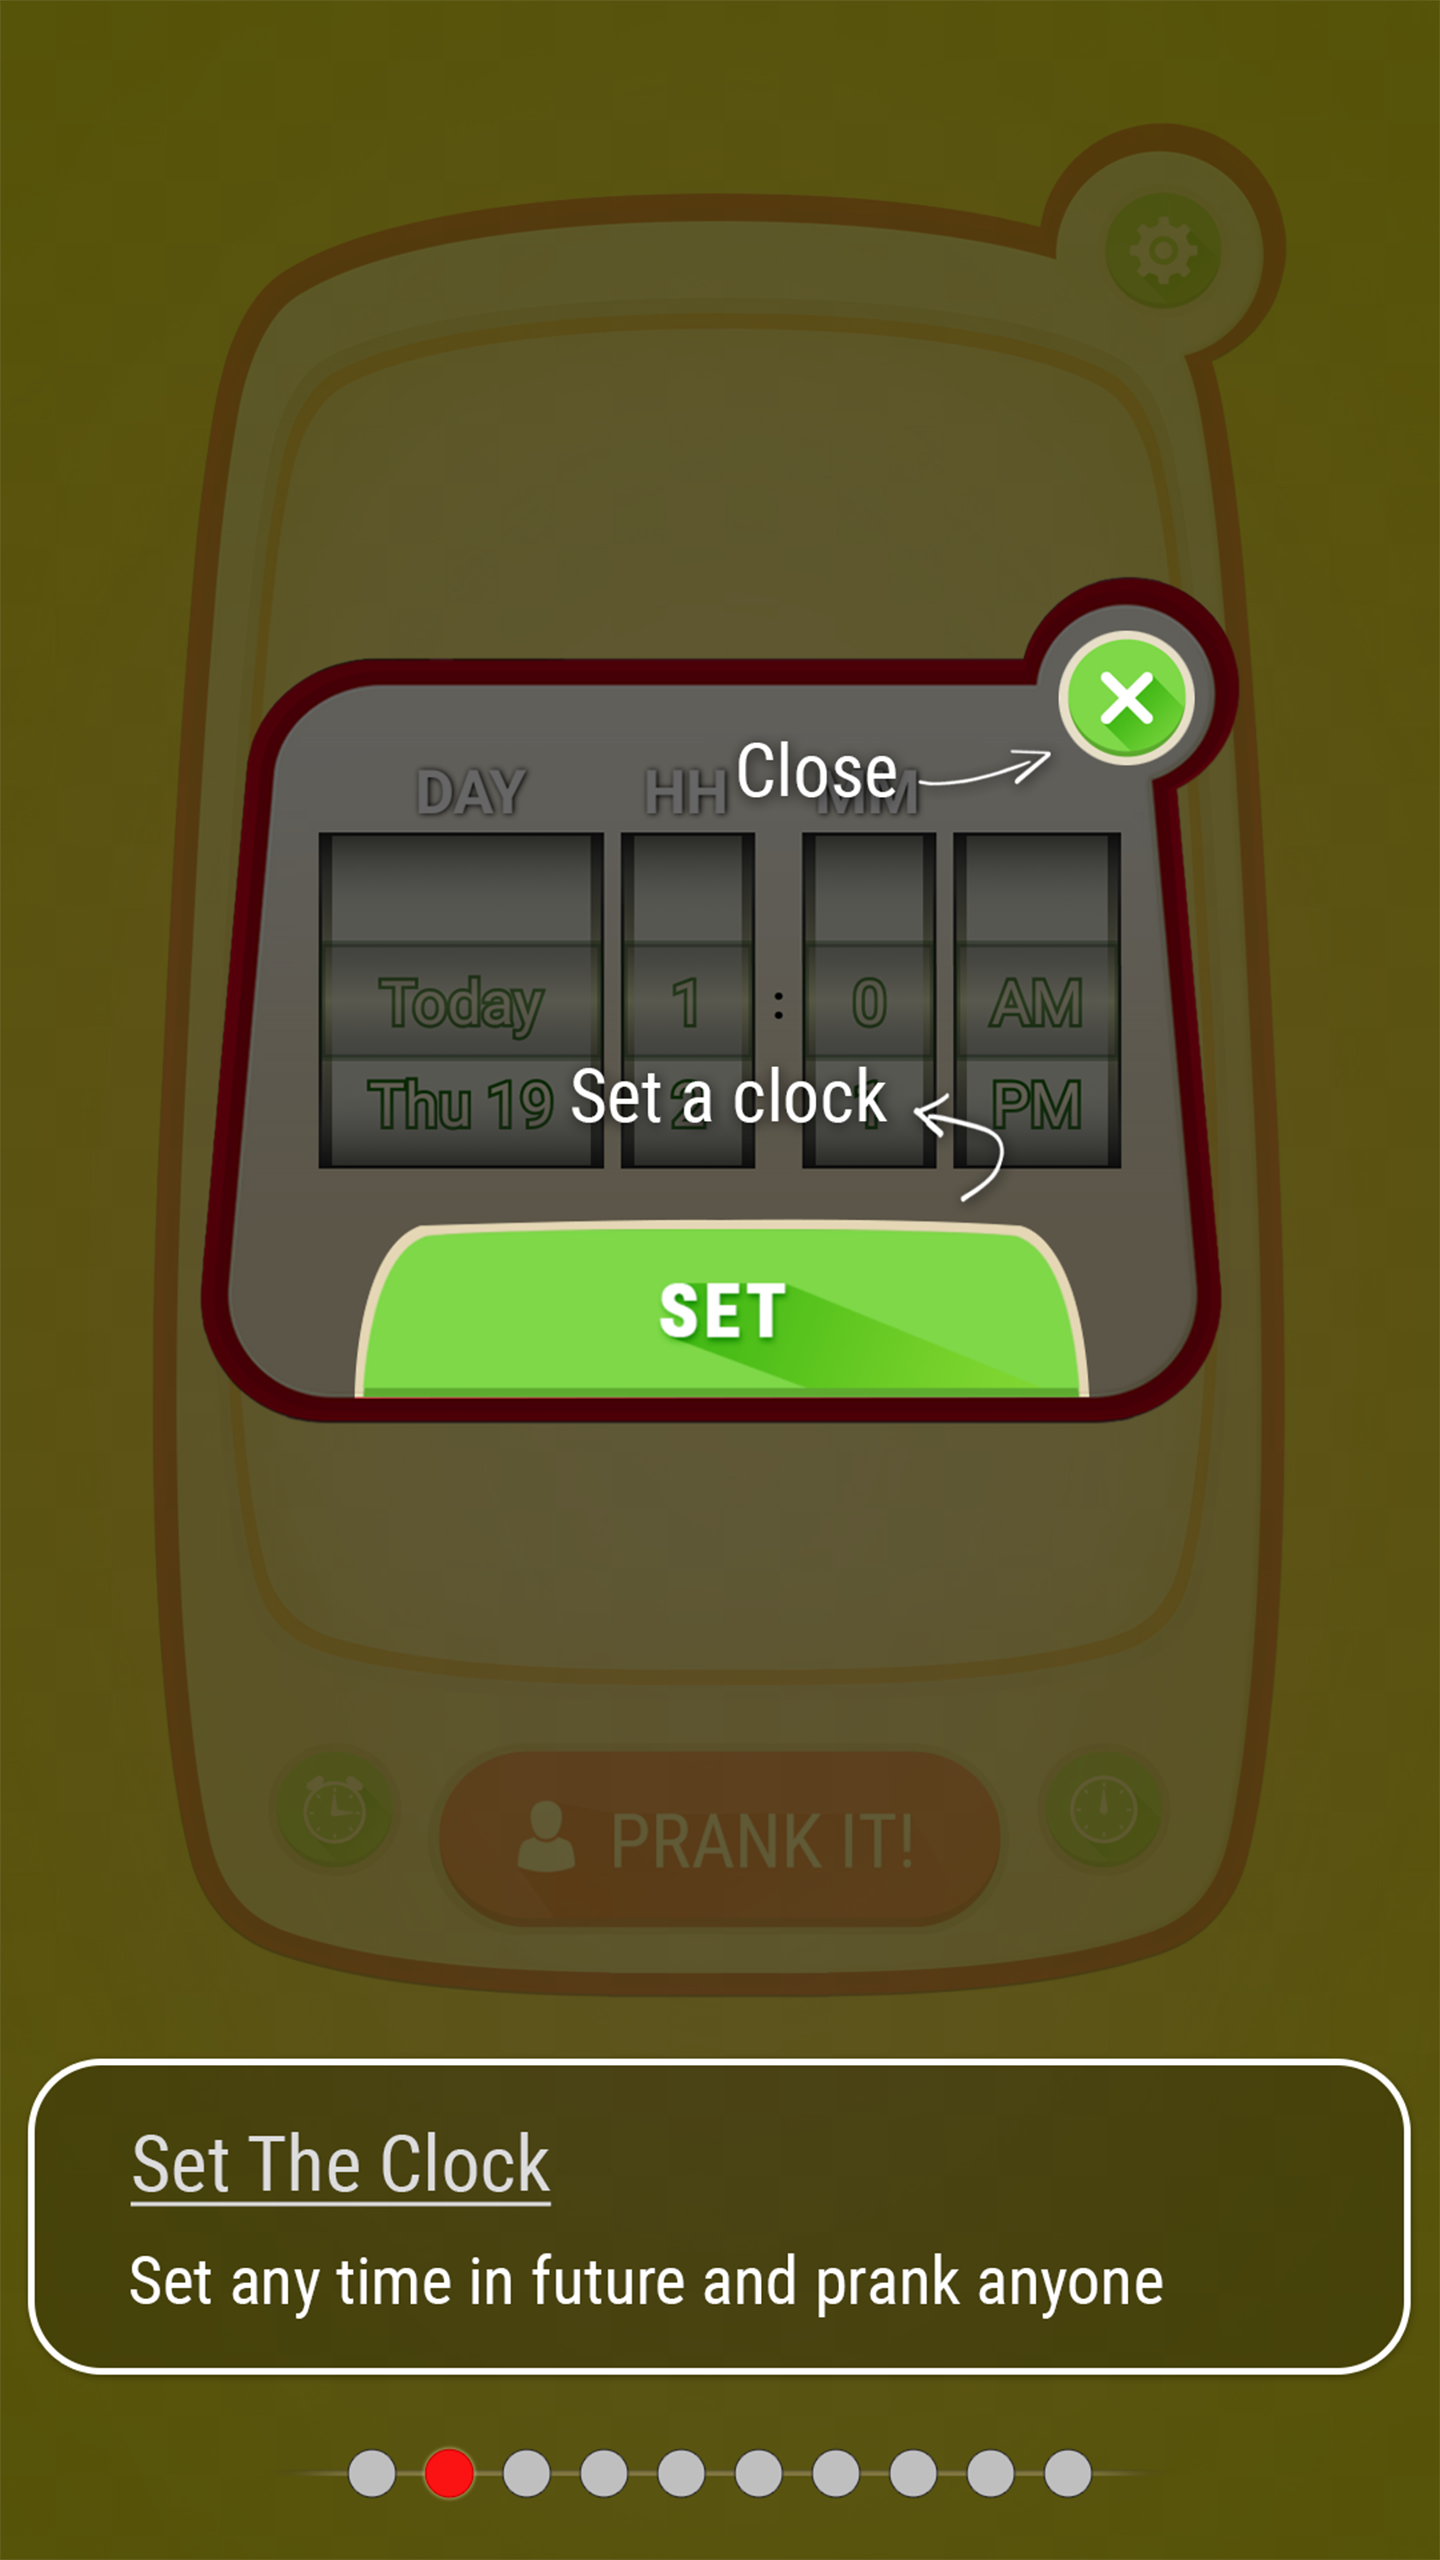 Close
DAY HH MM
Today 1 : 0 AM
Thu 19 2 1 PM
Set a clock
SET
PRANK IT!
Set The Clock
Set any time in future and prank anyone